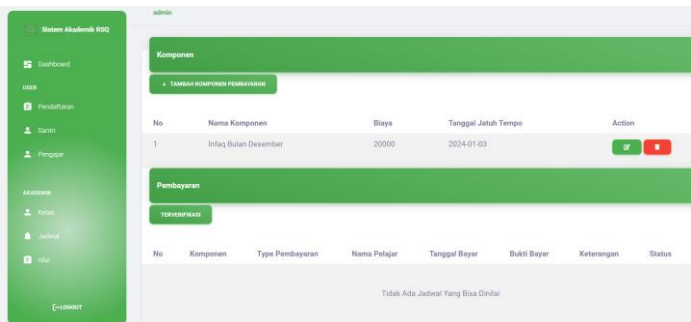 admin
Sistem Akademik RSQ
Dashboard
USER
Pendaftaran
Santri
Pengajar
AKADEMIK
Kelas
Jadwal
nilai
LOGOUT
Komponen
+ TAMBAH KOMPONEN PEMBAYARAN
No Nama Komponen Biaya Tanggal Jatuh Tempo Action
1 Infaq Bulan Desember 20000 2024-01-03
Pembayaran
TERVERIFIKASI
No Komponen Type Pembayaran Nama Pelajar Tanggal Bayar Bukti Bayar Keterangan Status
Tidak Ada Jadwal Yang Bisa Dinilai